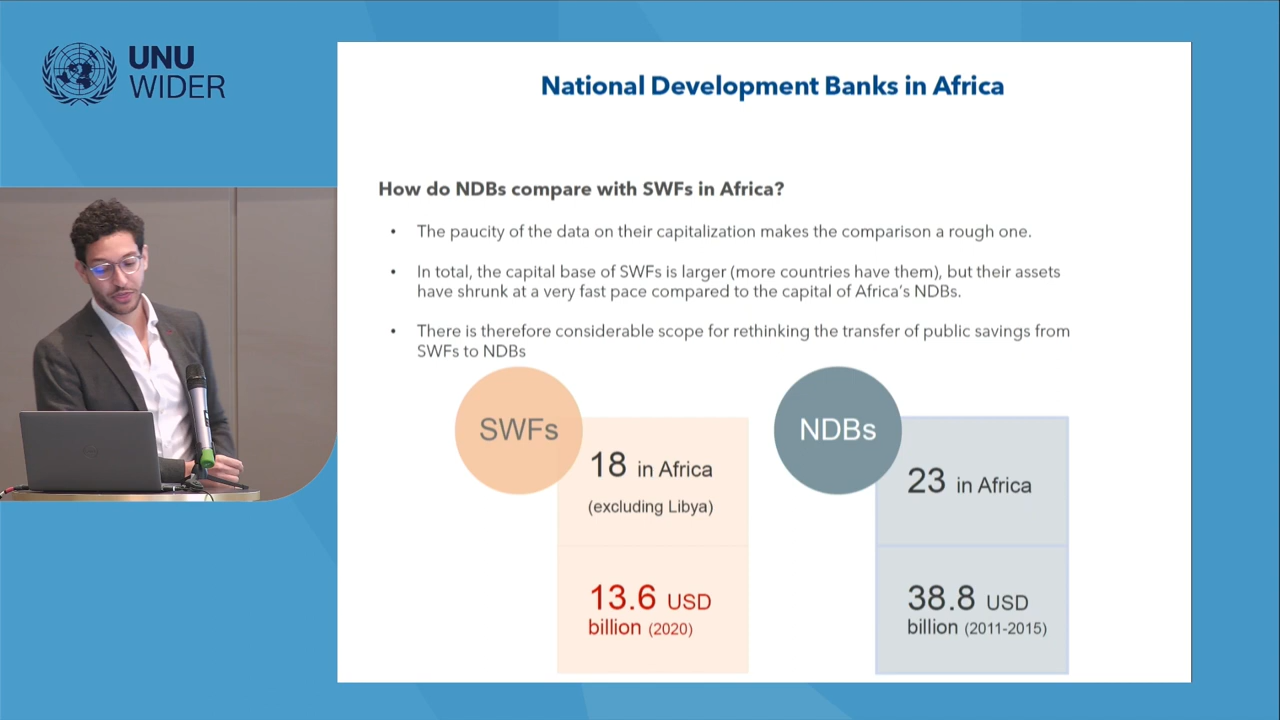 UNU
WIDER
National Development Banks in Africa
How do NDBs compare with SWFs in Africa?
• The paucity of the data on their capitalization makes the comparison a rough one.
• In total, the capital base of SWFs is larger (more countries have them), but their assets
have shrunk at a very fast pace compared to the capital of Africa's NDBs.
• There is therefore considerable scope for rethinking the transfer of public savings from
SWFs to NDBs
SWFs
18 in Africa
(excluding Libya)
13.6 USD
billion (2020)
NDBs
23 in Africa
38.8 USD
billion (2011-2015)